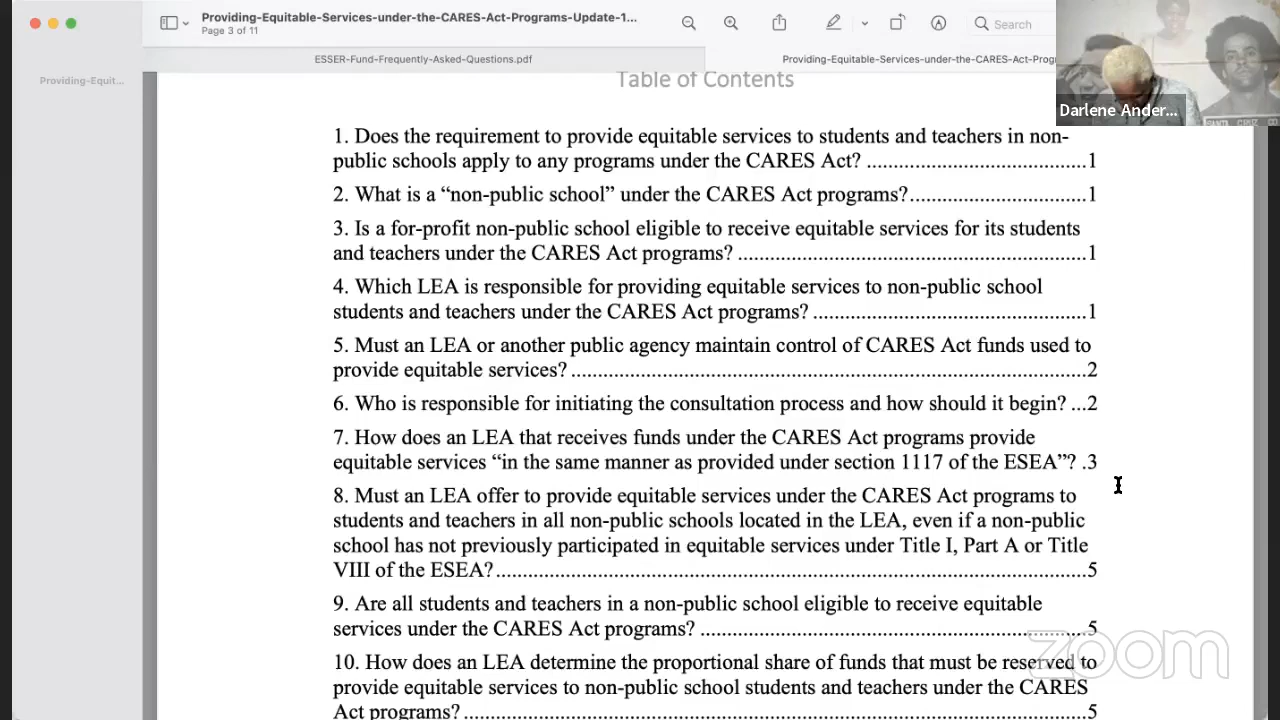 Providing-Equitable-Services-under-the-CARES-Act-Programs-Update-1...
Page 3 of 11
Search
ESSER-Fund-Frequently-Asked-Questions.pdf
Providing-Equitable-Services-under-the-CARES-Act-Prog
Providing-Equit...
Darlene Ander...
Table of Contents
1. Does the requirement to provide equitable services to students and teachers in non-
public schools apply to any programs under the CARES Act? .........................................1
2. What is a “non-public school” under the CARES Act programs?..................................1
3. Is a for-profit non-public school eligible to receive equitable services for its students
and teachers under the CARES Act programs? ..................................................................1
4. Which LEA is responsible for providing equitable services to non-public school
students and teachers under the CARES Act programs? ...................................................1
5. Must an LEA or another public agency maintain control of CARES Act funds used to
provide equitable services? .................................................................................................2
6. Who is responsible for initiating the consultation process and how should it begin? ...2
7. How does an LEA that receives funds under the CARES Act programs provide
equitable services “in the same manner as provided under section 1117 of the ESEA”? .3
8. Must an LEA offer to provide equitable services under the CARES Act programs to
students and teachers in all non-public schools located in the LEA, even if a non-public
school has not previously participated in equitable services under Title I, Part A or Title
VIII of the ESEA?................................................................................................................5
9. Are all students and teachers in a non-public school eligible to receive equitable
services under the CARES Act programs? .........................................................................5
10. How does an LEA determine the proportional share of funds that must be reserved to
provide equitable services to non-public school students and teachers under the CARES
Act programs?......................................................................................................................5
zoom